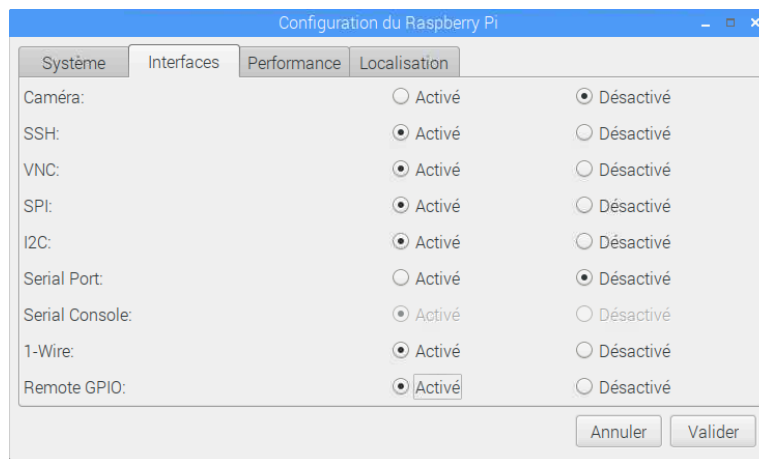 Configuration du Raspberry Pi
Système Interfaces Performance Localisation
Caméra: Activé Désactivé
SSH: Activé Désactivé
VNC: Activé Désactivé
SPI: Activé Désactivé
I2C: Activé Désactivé
Serial Port: Activé Désactivé
Serial Console: Activé Désactivé
1-Wire: Activé Désactivé
Remote GPIO: Activé Désactivé
Annuler Valider